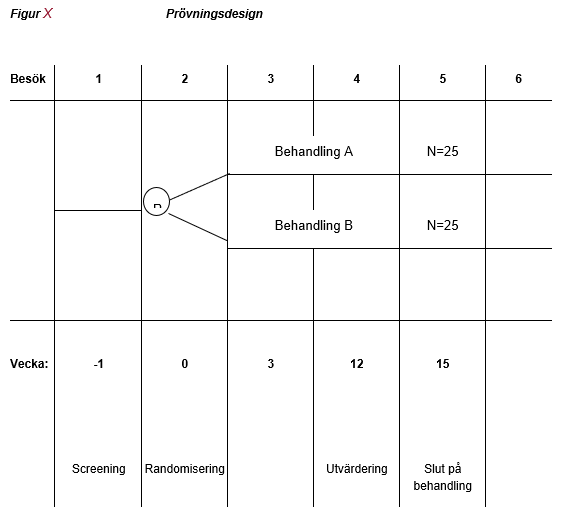 Figur X Prövningsdesign
Besök 1 2 3 4 5 6
Behandling A N=25
Behandling B N=25
Vecka: -1 0 3 12 15
Screening Randomisering Utvärdering Slut på
behandling